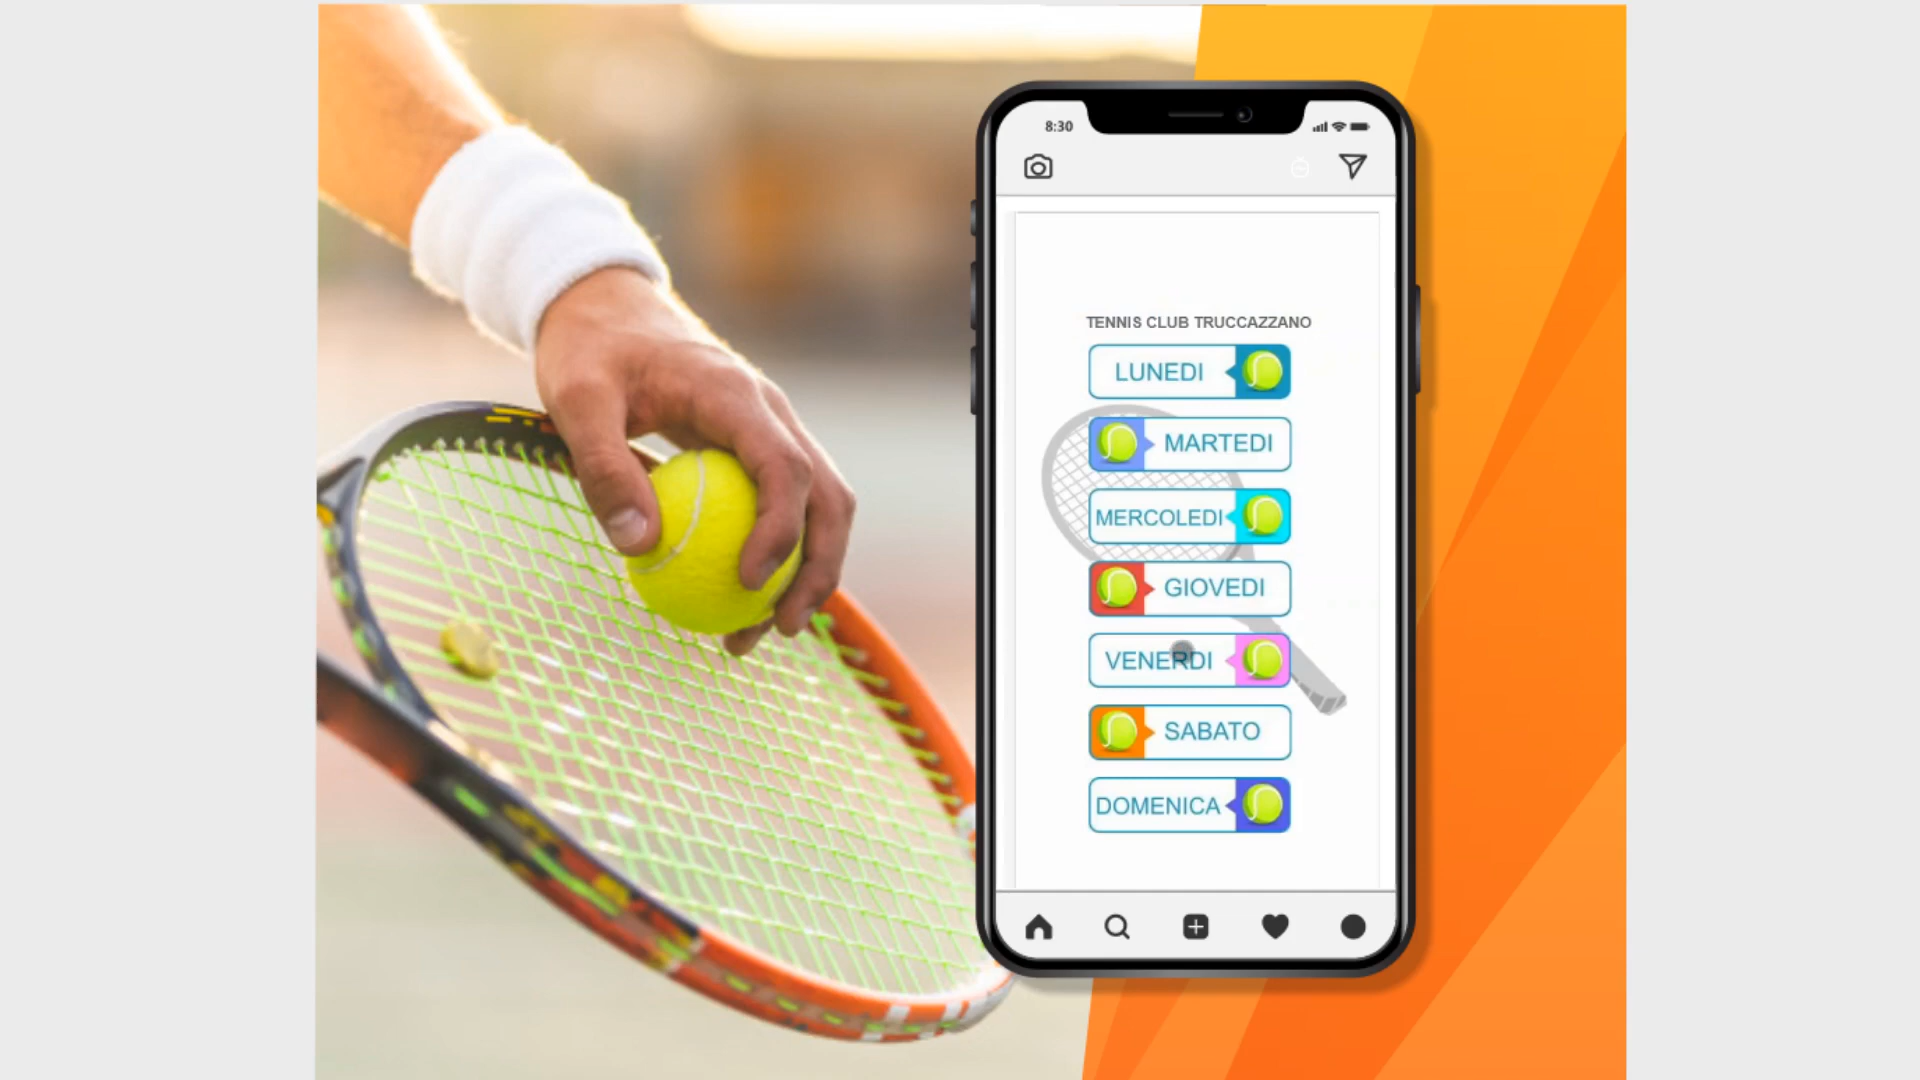 8:30
TENNIS CLUB TRUCCAZZANO
LUNEDI
MARTEDI
MERCOLEDI
GIOVEDI
VENERDI
SABATO
DOMENICA